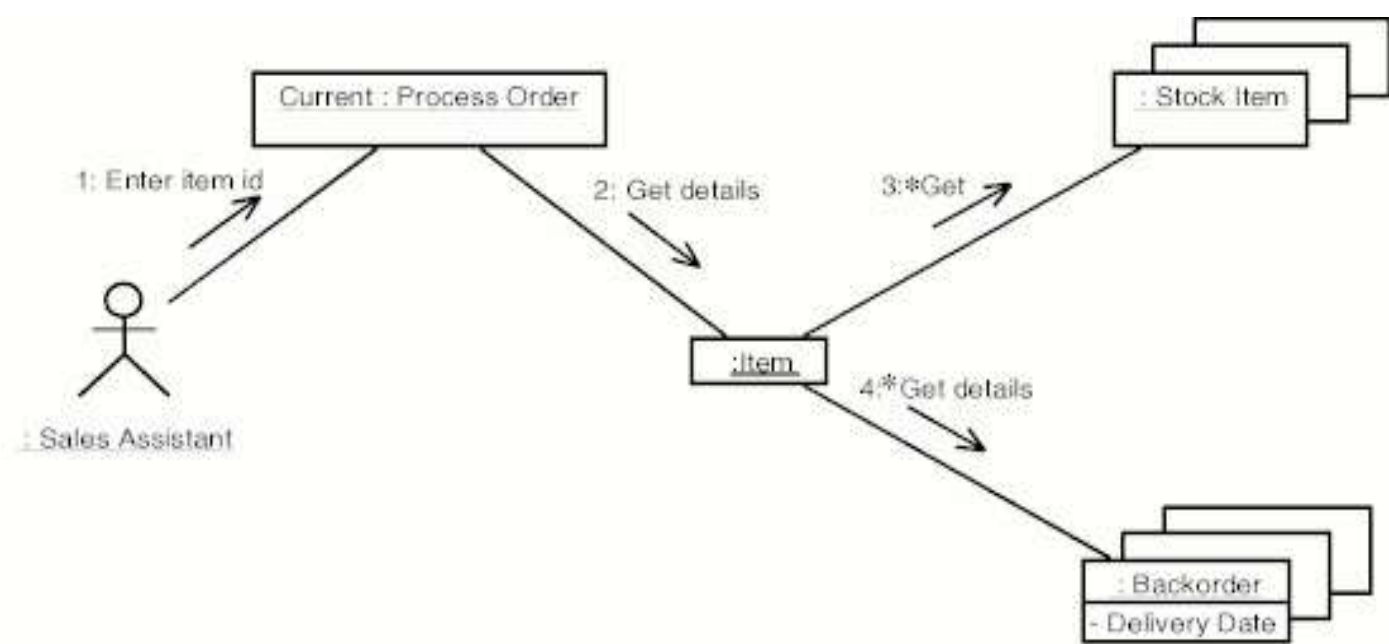 Current : Process Order
: Stock Item
1: Enter item id
2: Get details
3:*Get
:Item
4:*Get details
: Sales Assistant
: Backorder
- Delivery Date